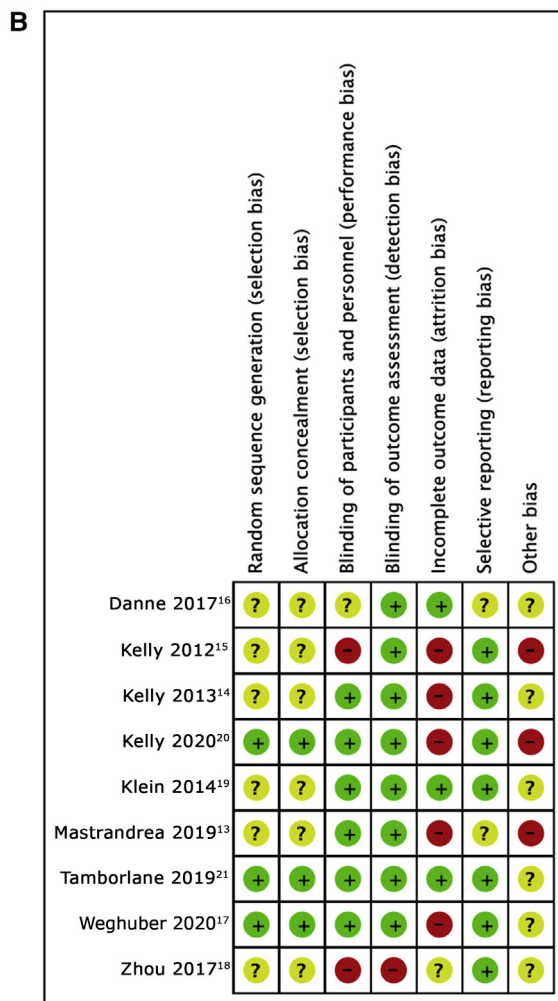 B
Random sequence generation (selection bias)
Allocation concealment (selection bias)
Blinding of participants and personnel (performance bias)
Blinding of outcome assessment (detection bias)
Incomplete outcome data (attrition bias)
Selective reporting (reporting bias)
Other bias
Danne 2017¹⁶ ? ? ? + + ? ?
Kelly 2012¹⁵ ? ? − + − + −
Kelly 2013¹⁴ ? ? + + − + ?
Kelly 2020²⁰ + + + + − + −
Klein 2014¹⁹ ? ? + + + + ?
Mastrandrea 2019¹³ ? ? + + − ? −
Tamborlane 2019²¹ + + + + + + ?
Weghuber 2020¹⁷ + + + + − + ?
Zhou 2017¹⁸ ? ? − − ? + ?